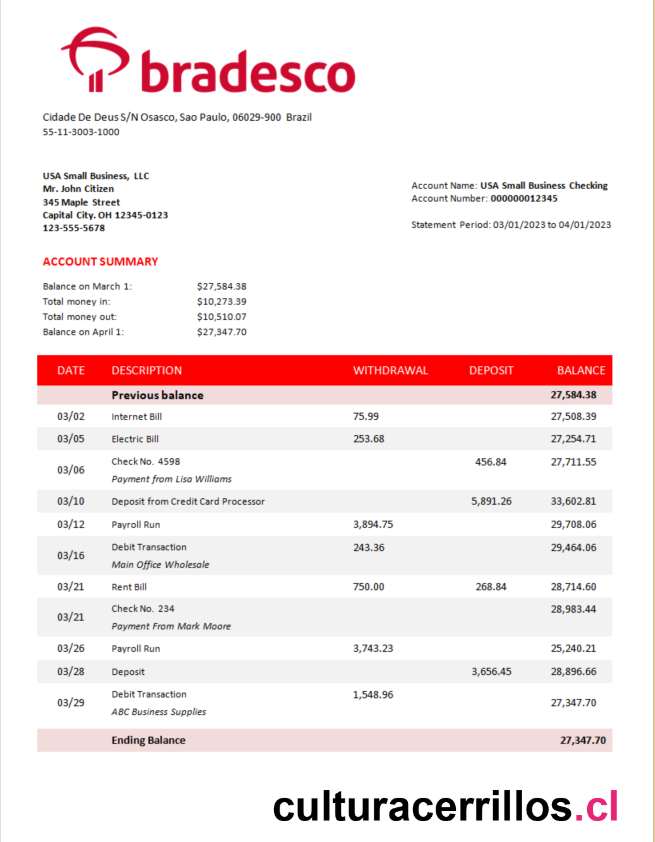 bradesco
Cidade De Deus S/N Osasco, Sao Paulo, 06029-900 Brazil
55-11-3003-1000
USA Small Business, LLC
Mr. John Citizen
345 Maple Street
Capital City. OH 12345-0123
123-555-5678
Account Name: USA Small Business Checking
Account Number: 000000012345
Statement Period: 03/01/2023 to 04/01/2023
ACCOUNT SUMMARY
Balance on March 1: $27,584.38
Total money in: $10,273.39
Total money out: $10,510.07
Balance on April 1: $27,347.70
DATE DESCRIPTION WITHDRAWAL DEPOSIT BALANCE
Previous balance 27,584.38
03/02 Internet Bill 75.99 27,508.39
03/05 Electric Bill 253.68 27,254.71
03/06 Check No. 4598 456.84 27,711.55
Payment from Lisa Williams
03/10 Deposit from Credit Card Processor 5,891.26 33,602.81
03/12 Payroll Run 3,894.75 29,708.06
03/16 Debit Transaction 243.36 29,464.06
Main Office Wholesale
03/21 Rent Bill 750.00 268.84 28,714.60
03/21 Check No. 234 28,983.44
Payment From Mark Moore
03/26 Payroll Run 3,743.23 25,240.21
03/28 Deposit 3,656.45 28,896.66
03/29 Debit Transaction 1,548.96 27,347.70
ABC Business Supplies
Ending Balance 27,347.70
culturacerrillos.cl